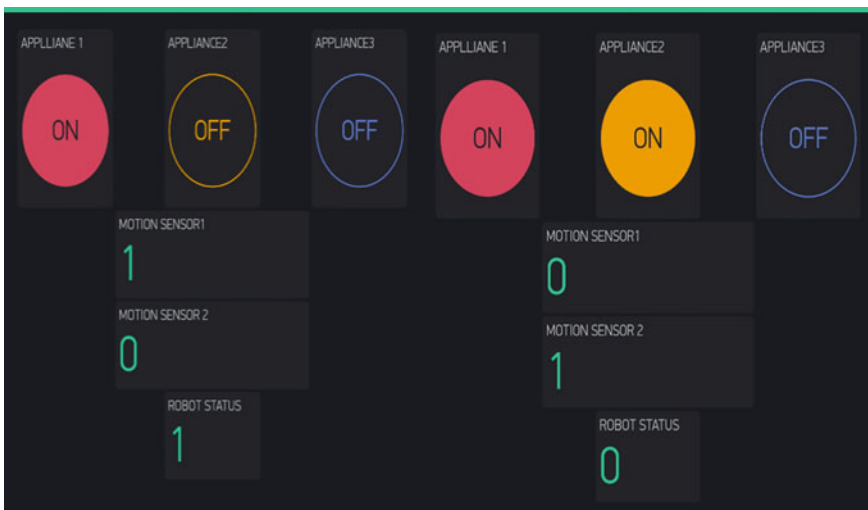 APPLLIANE 1
APPLIANCE2
APPLIANCE3
ON
OFF
OFF
MOTION SENSOR1
1
MOTION SENSOR 2
0
ROBOT STATUS
1
APPLLIANE 1
APPLIANCE2
APPLIANCE3
ON
ON
OFF
MOTION SENSOR1
0
MOTION SENSOR 2
1
ROBOT STATUS
0